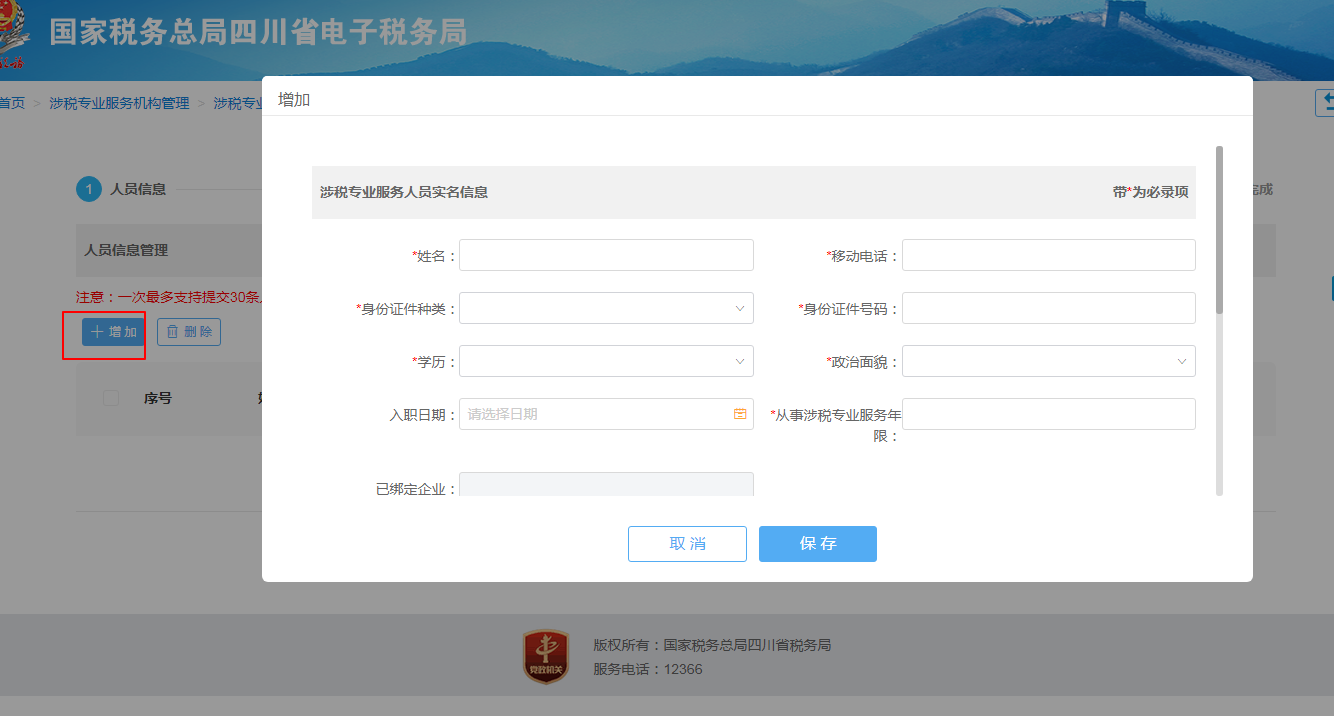 国家税务总局四川省电子税务局
首页 > 涉税专业服务机构管理 > 涉税专业
增加
涉税专业服务人员实名信息 带*为必录项
1 人员信息
完成
人员信息管理
*姓名：
*移动电话：
注意：一次最多支持提交30条
*身份证件种类：
*身份证件号码：
增加 删除
*学历：
*政治面貌：
序号
入职日期： 请选择日期
*从事涉税专业服务年
限：
已绑定企业：
取消 保存
版权所有：国家税务总局四川省税务局
服务电话：12366
党政机关